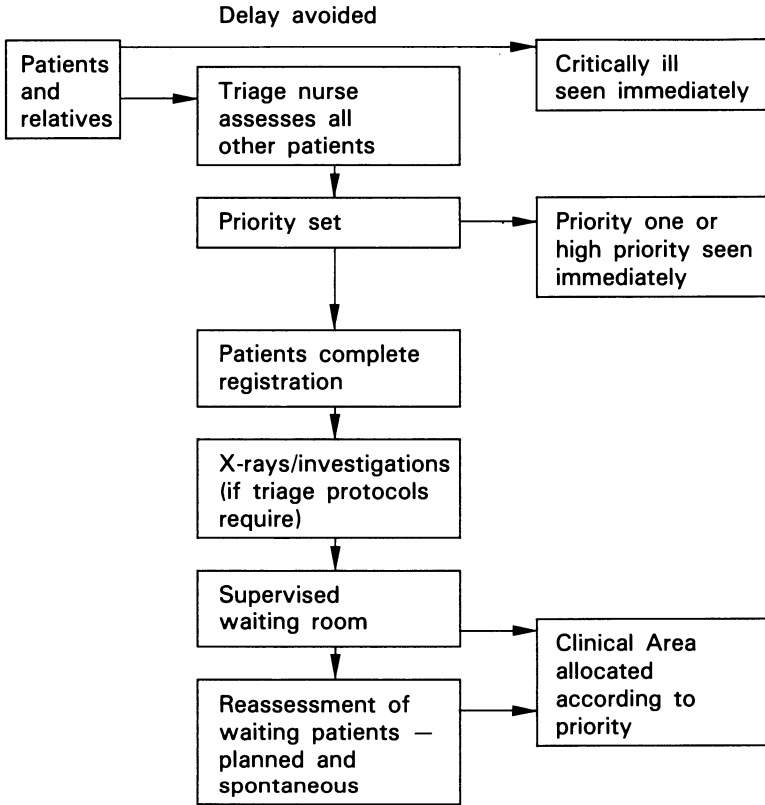 Delay avoided
Patients
and
relatives
Critically ill
seen immediately
Triage nurse
assesses all
other patients
Priority set
Priority one or
high priority seen
immediately
Patients complete
registration
X-rays/investigations
(if triage protocols
require)
Supervised
waiting room
Clinical Area
allocated
according to
priority
Reassessment of
waiting patients —
planned and
spontaneous